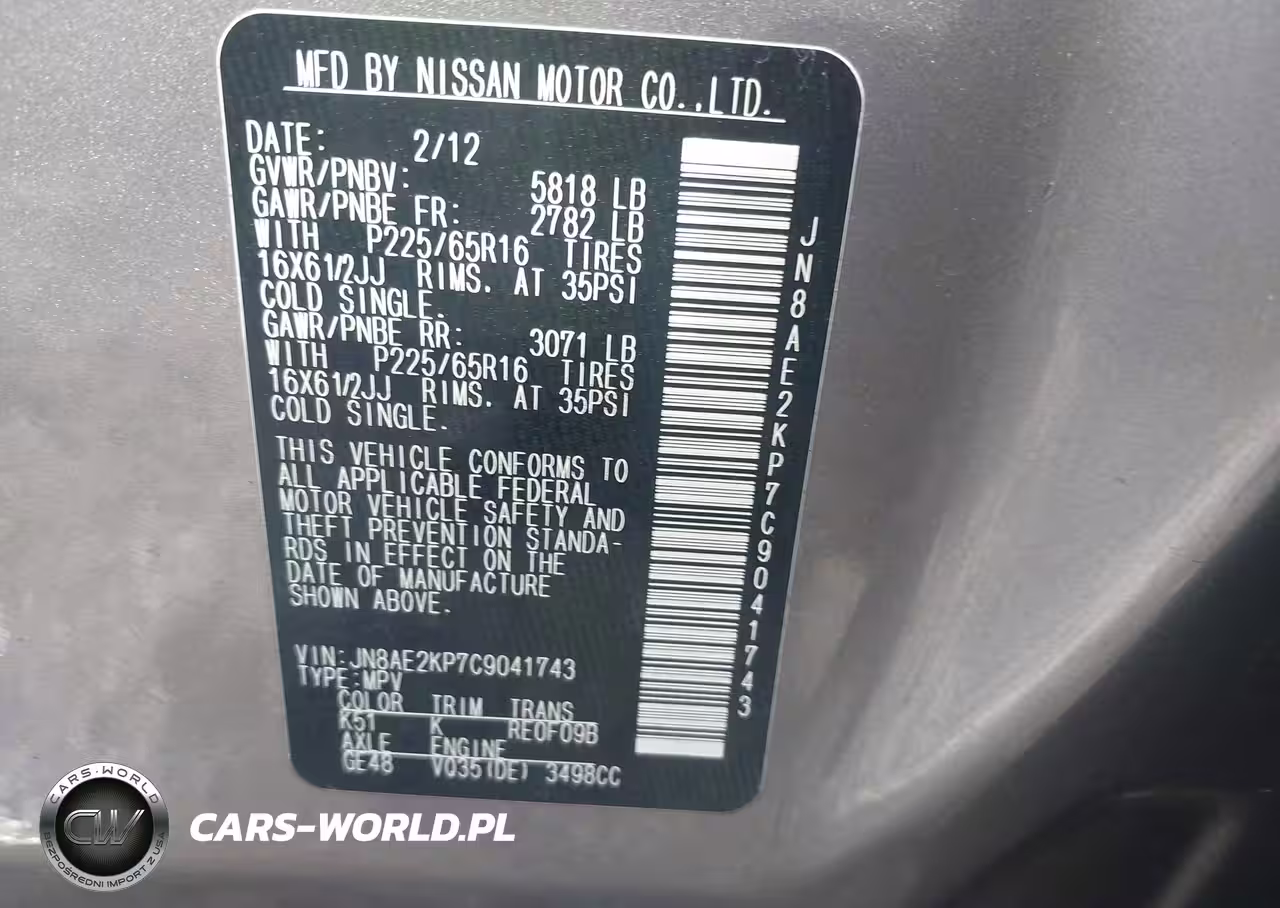 MFD BY NISSAN MOTOR CO.,LTD.
DATE: 2/12
GVWR/PNBV: 5818 LB
GAWR/PNBE FR: 2782 LB
WITH P225/65R16 TIRES
16X61/2JJ RIMS. AT 35PSI
COLD SINGLE.
GAWR/PNBE RR: 3071 LB
WITH P225/65R16 TIRES
16X61/2JJ RIMS. AT 35PSI
COLD SINGLE.
THIS VEHICLE CONFORMS TO
ALL APPLICABLE FEDERAL
MOTOR VEHICLE SAFETY AND
THEFT PREVENTION STANDA-
RDS IN EFFECT ON THE
DATE OF MANUFACTURE
SHOWN ABOVE.
VIN:JN8AE2KP7C9041743
TYPE:MPV
COLOR TRIM TRANS
K51 K RE0F09B
AXLE ENGINE
GE48 VQ35(DE) 3498CC
JN8AE2KP7C9041743
CARS-WORLD
CW
BEZPOŚREDNI IMPORT Z USA
CARS-WORLD.PL